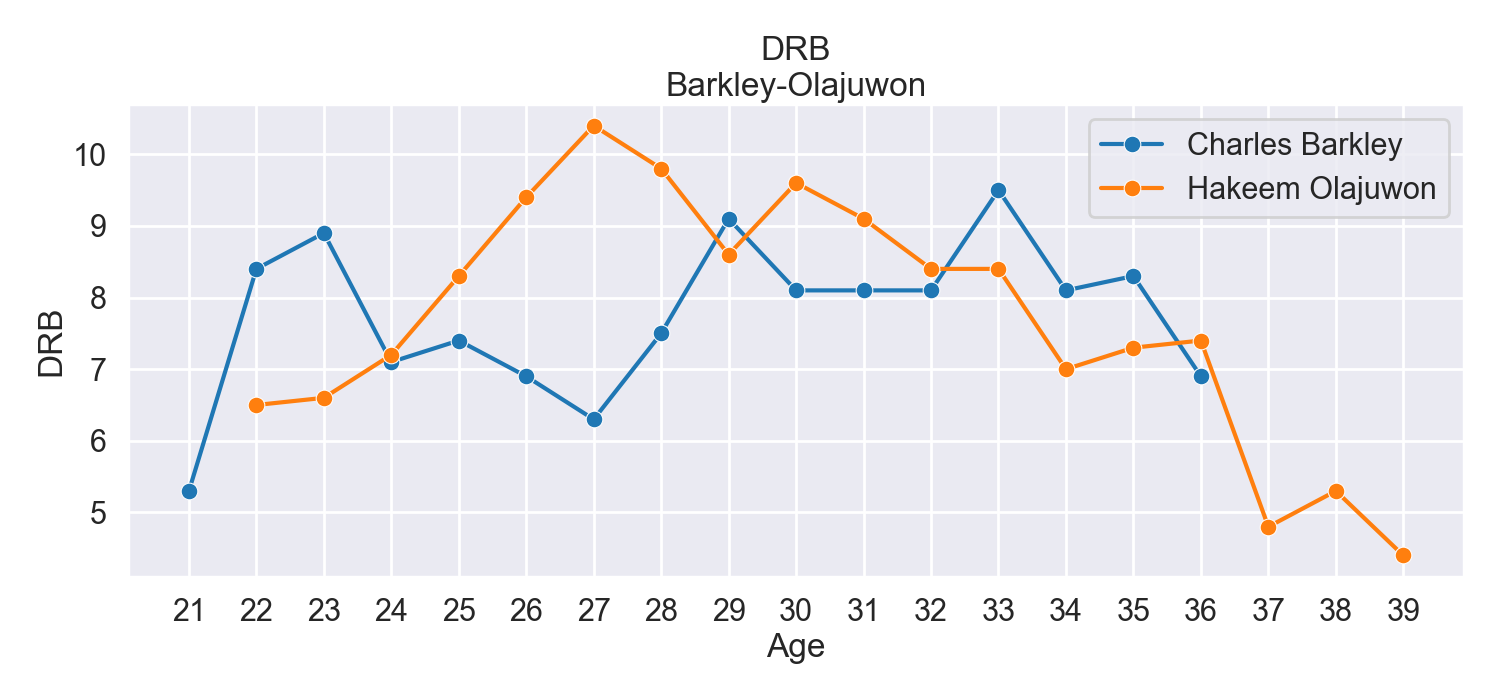 DRB
Barkley-Olajuwon
Charles Barkley
Hakeem Olajuwon
DRB
10
9
8
7
6
5
21 22 23 24 25 26 27 28 29 30 31 32 33 34 35 36 37 38 39
Age